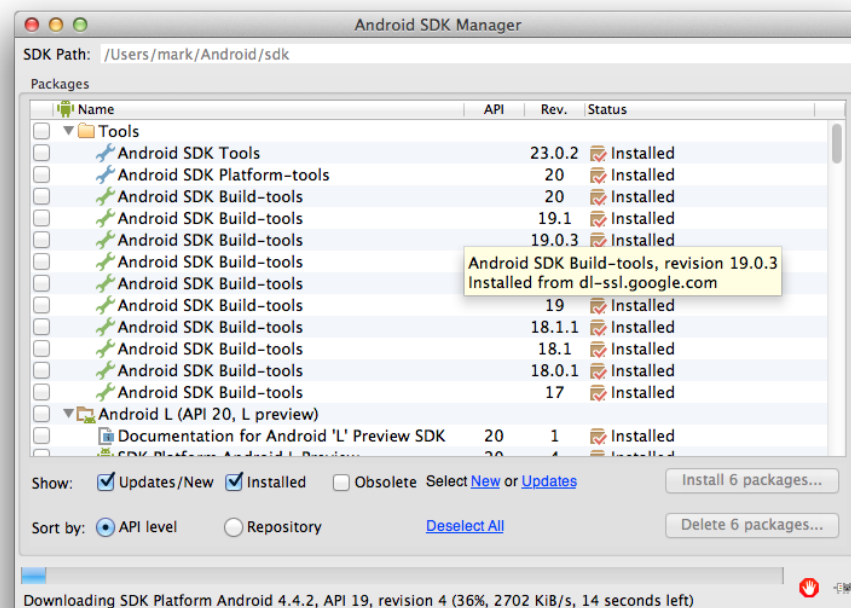 Android SDK Manager
SDK Path: /Users/mark/Android/sdk
Packages
Name API Rev. Status
Tools
Android SDK Tools 23.0.2 Installed
Android SDK Platform-tools 20 Installed
Android SDK Build-tools 20 Installed
Android SDK Build-tools 19.1 Installed
Android SDK Build-tools 19.0.3 Installed
Android SDK Build-tools
Android SDK Build-tools, revision 19.0.3
Android SDK Build-tools
Installed from dl-ssl.google.com
Android SDK Build-tools 19 Installed
Android SDK Build-tools 18.1.1 Installed
Android SDK Build-tools 18.1 Installed
Android SDK Build-tools 18.0.1 Installed
Android SDK Build-tools 17 Installed
Android L (API 20, L preview)
Documentation for Android 'L' Preview SDK 20 1 Installed
SDK Platform Android L Preview 20 4 Installed
Show: Updates/New Installed Obsolete Select New or Updates Install 6 packages...
Sort by: API level Repository Deselect All Delete 6 packages...
Downloading SDK Platform Android 4.4.2, API 19, revision 4 (36%, 2702 KiB/s, 14 seconds left)